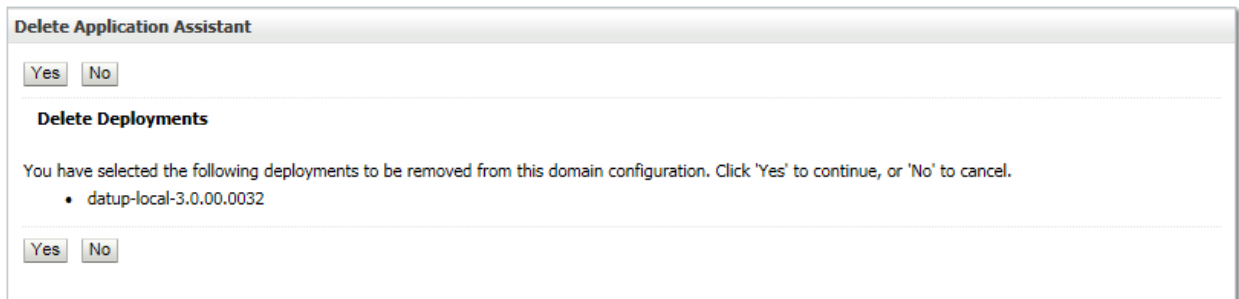 Delete Application Assistant
Yes No
Delete Deployments
You have selected the following deployments to be removed from this domain configuration. Click 'Yes' to continue, or 'No' to cancel.
• datup-local-3.0.00.0032
Yes No